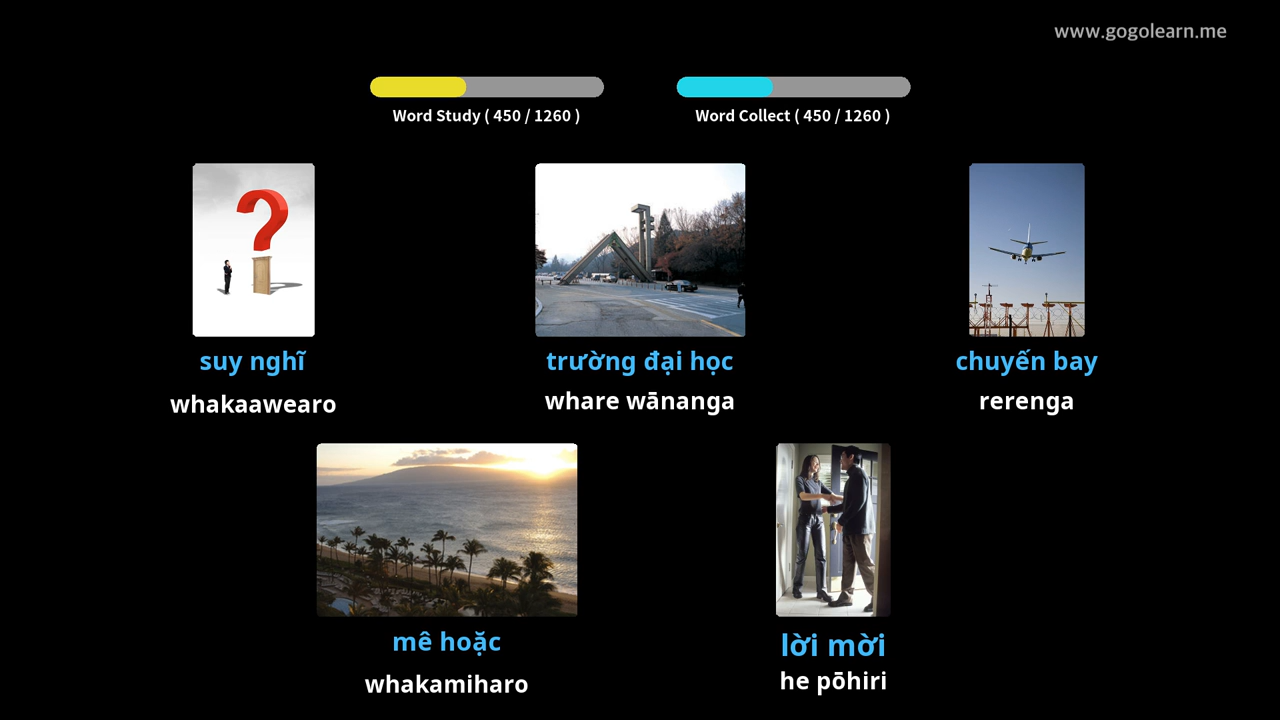 www.gogolearn.me
Word Study ( 450 / 1260 )
Word Collect ( 450 / 1260 )
suy nghĩ
whakaawearo
trường đại học
whare wānanga
chuyến bay
rerenga
mê hoặc
whakamiharo
lời mời
he pōhiri